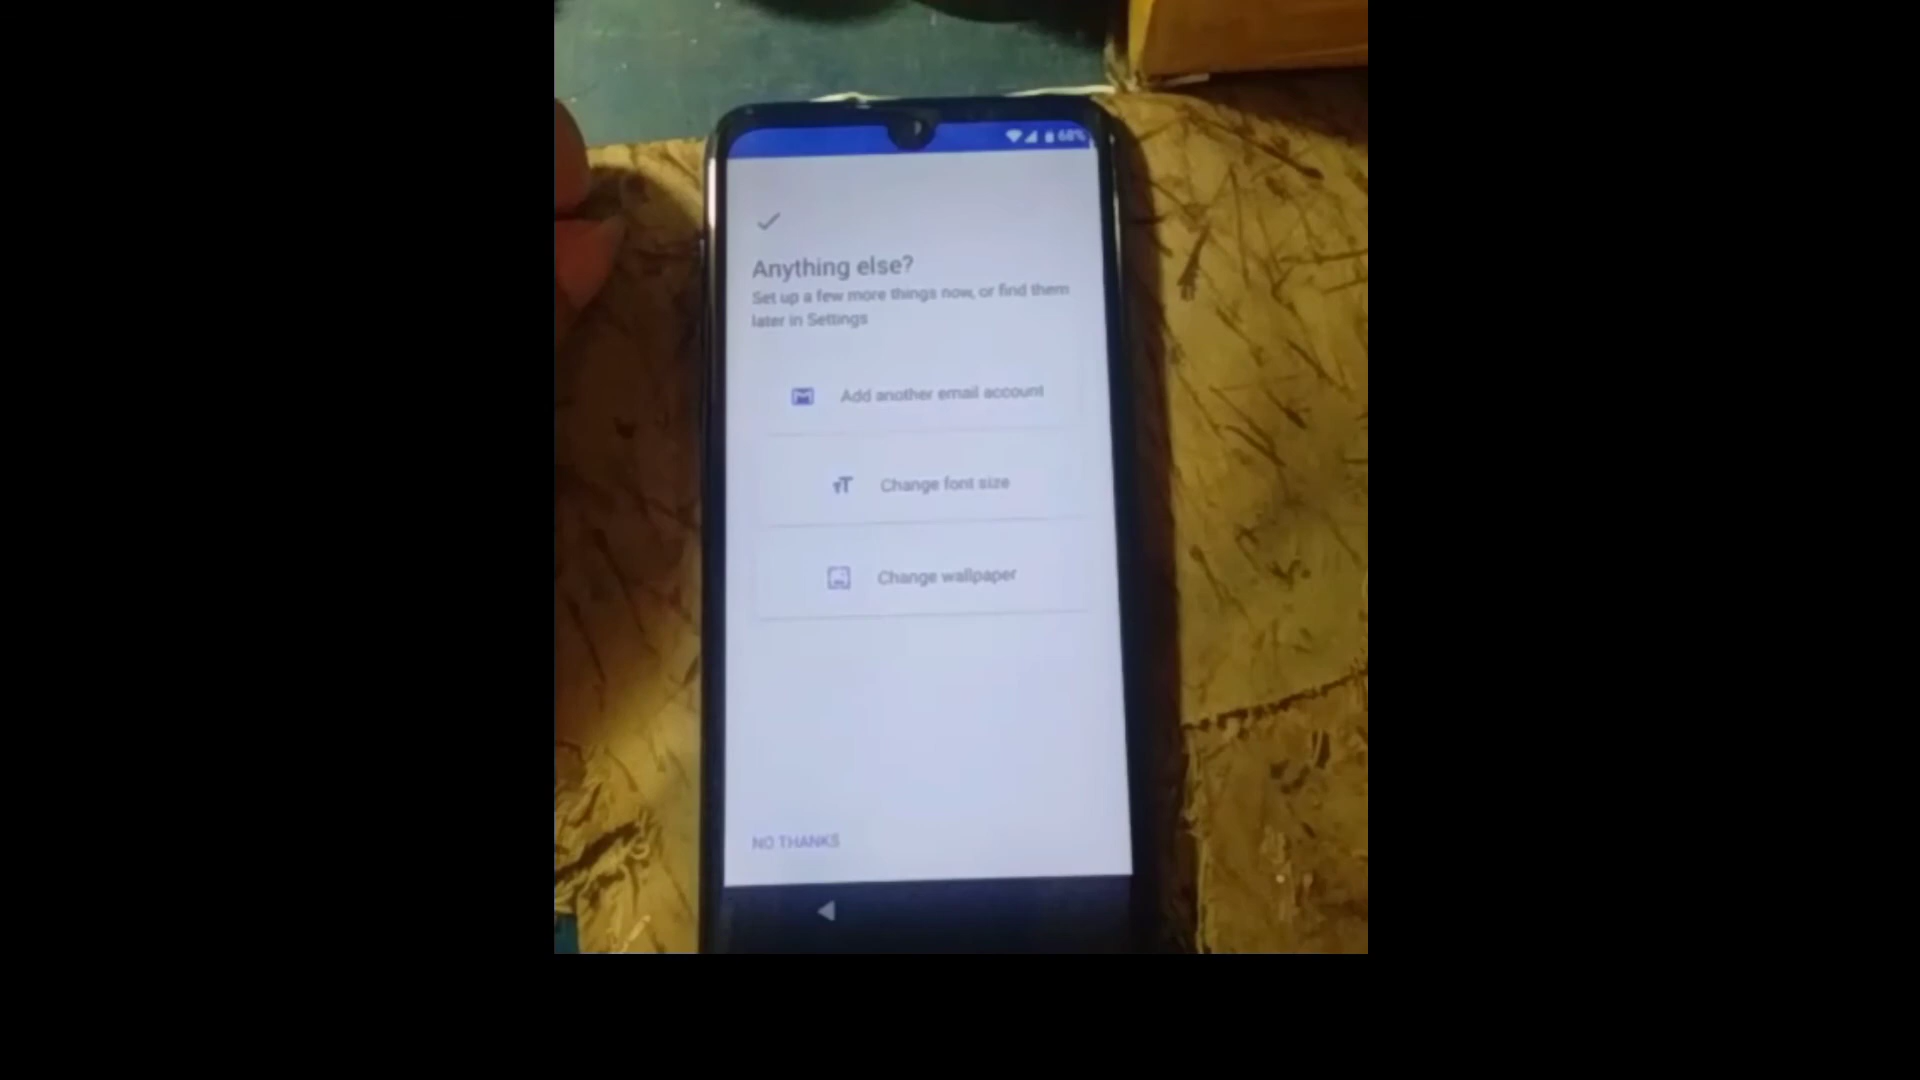 68%
Anything else?
Set up a few more things now, or find them
later in Settings
Add another email account
Change font size
Change wallpaper
NO THANKS